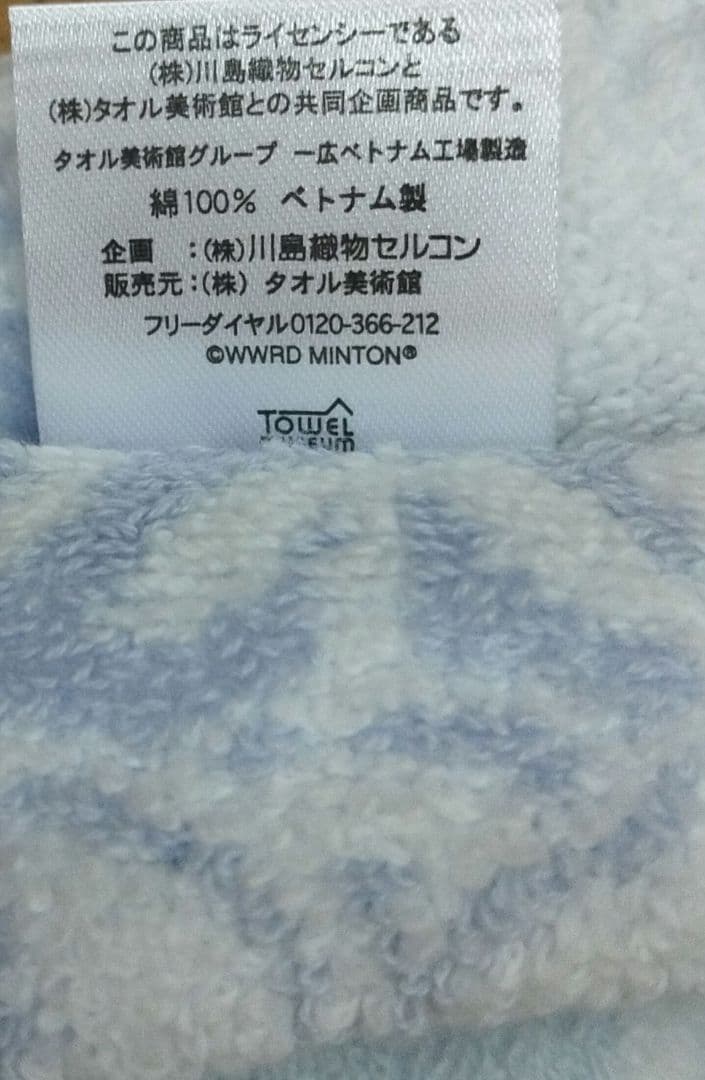 この商品はライセンシーである
(株)川島織物セルコンと
(株)タオル美術館との共同企画商品です。
タオル美術館グループ 一広ベトナム工場製造
綿100% ベトナム製
企画 :(株)川島織物セルコン
販売元:(株) タオル美術館
フリーダイヤル0120-366-212
©WWRD MINTON®
TOWEL
MUSEUM